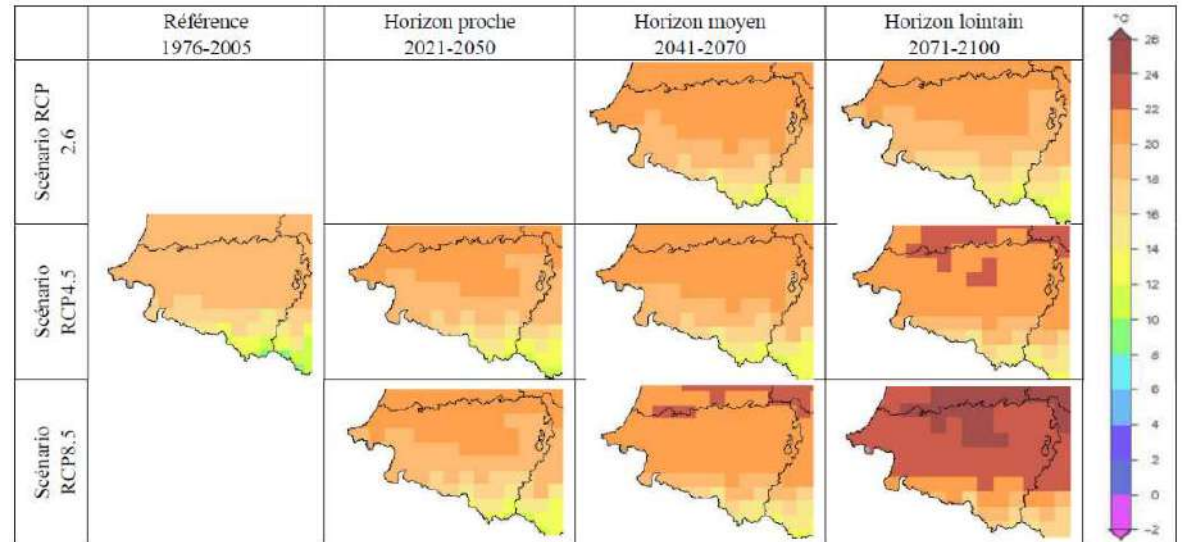 Référence
1976-2005
Horizon proche
2021-2050
Horizon moyen
2041-2070
Horizon lointain
2071-2100
°C
Scénario RCP
2.6
Scénario
RCP4.5
Scénario
RCP8.5
26
24
22
20
18
16
14
12
10
8
6
4
2
0
-2